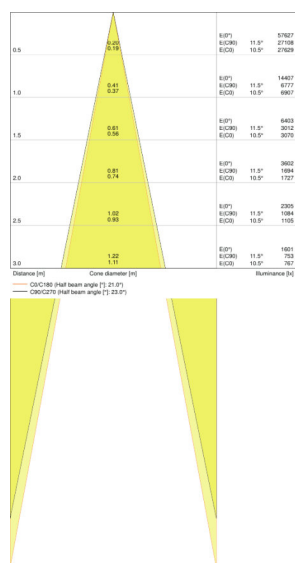 E(0°) 57627
0.20 E(C90) 11.5° 27108
0.5 0.19 E(C0) 10.5° 27629
E(0°) 14407
0.41 E(C90) 11.5° 6777
1.0 0.37 E(C0) 10.5° 6907
E(0°) 6403
0.61 E(C90) 11.5° 3012
1.5 0.56 E(C0) 10.5° 3070
E(0°) 3602
0.81 E(C90) 11.5° 1694
2.0 0.74 E(C0) 10.5° 1727
E(0°) 2305
1.02 E(C90) 11.5° 1084
2.5 0.93 E(C0) 10.5° 1105
E(0°) 1601
1.22 E(C90) 11.5° 753
3.0 1.11 E(C0) 10.5° 767
Distance [m] Cone diameter [m] Illuminance [lx]
C0/C180 (Half beam angle [°]: 21.0°)
C90/C270 (Half beam angle [°]: 23.0°)